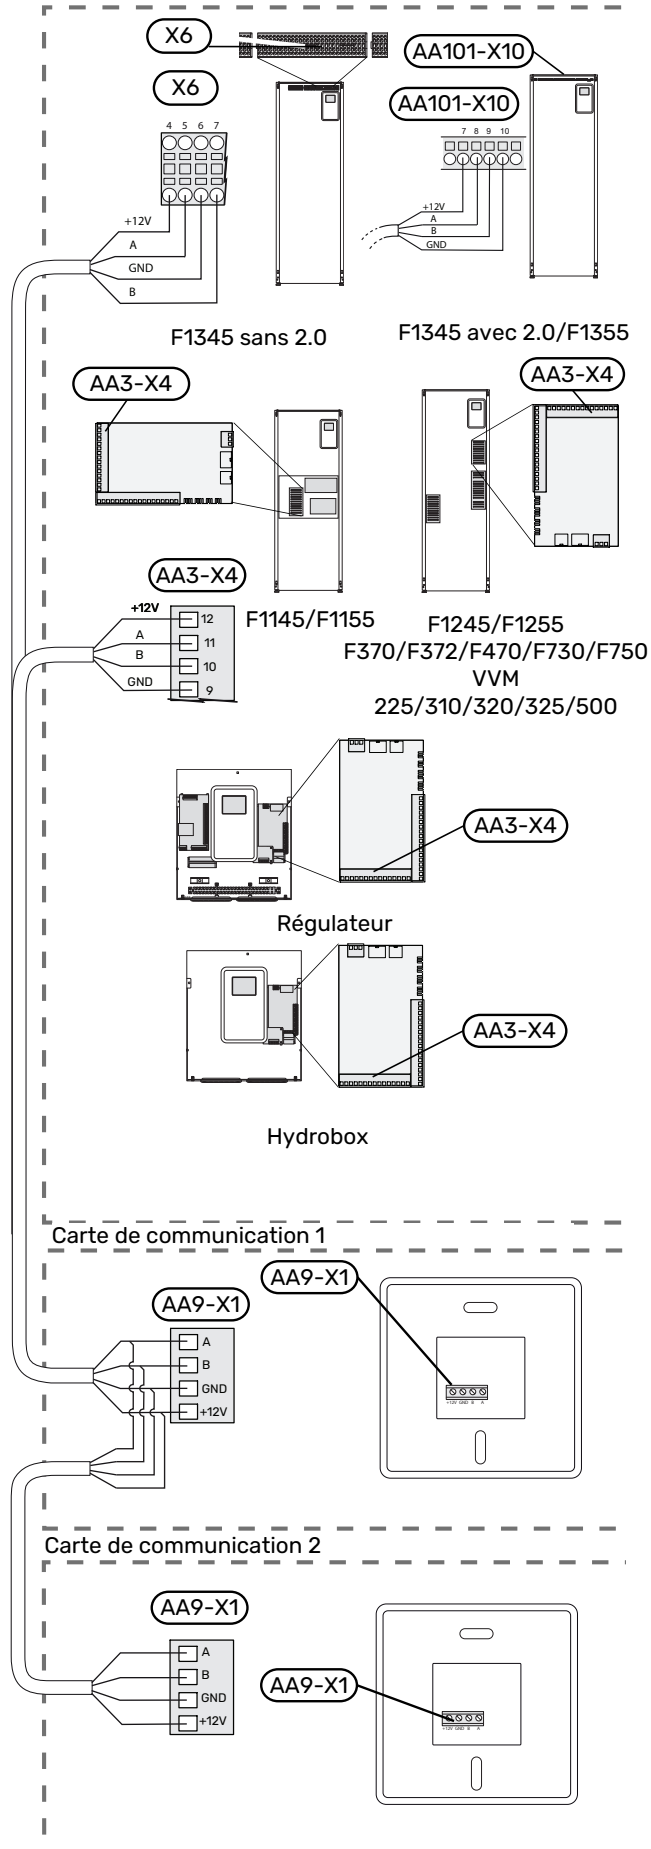 X6
AA101-X10
X6
AA101-X10
4 5 6 7
7 8 9 10
+12V
A
GND
B
+12V
A
B
GND
F1345 sans 2.0
F1345 avec 2.0/F1355
AA3-X4
AA3-X4
AA3-X4
+12V
A
B
GND
12
11
10
9
F1145/F1155
F1245/F1255
F370/F372/F470/F730/F750
VVM
225/310/320/325/500
AA3-X4
Régulateur
AA3-X4
Hydrobox
Carte de communication 1
AA9-X1
AA9-X1
A
B
GND
+12V
+12V GND B A
Carte de communication 2
AA9-X1
A
B
GND
+12V
AA9-X1
+12V GND B A